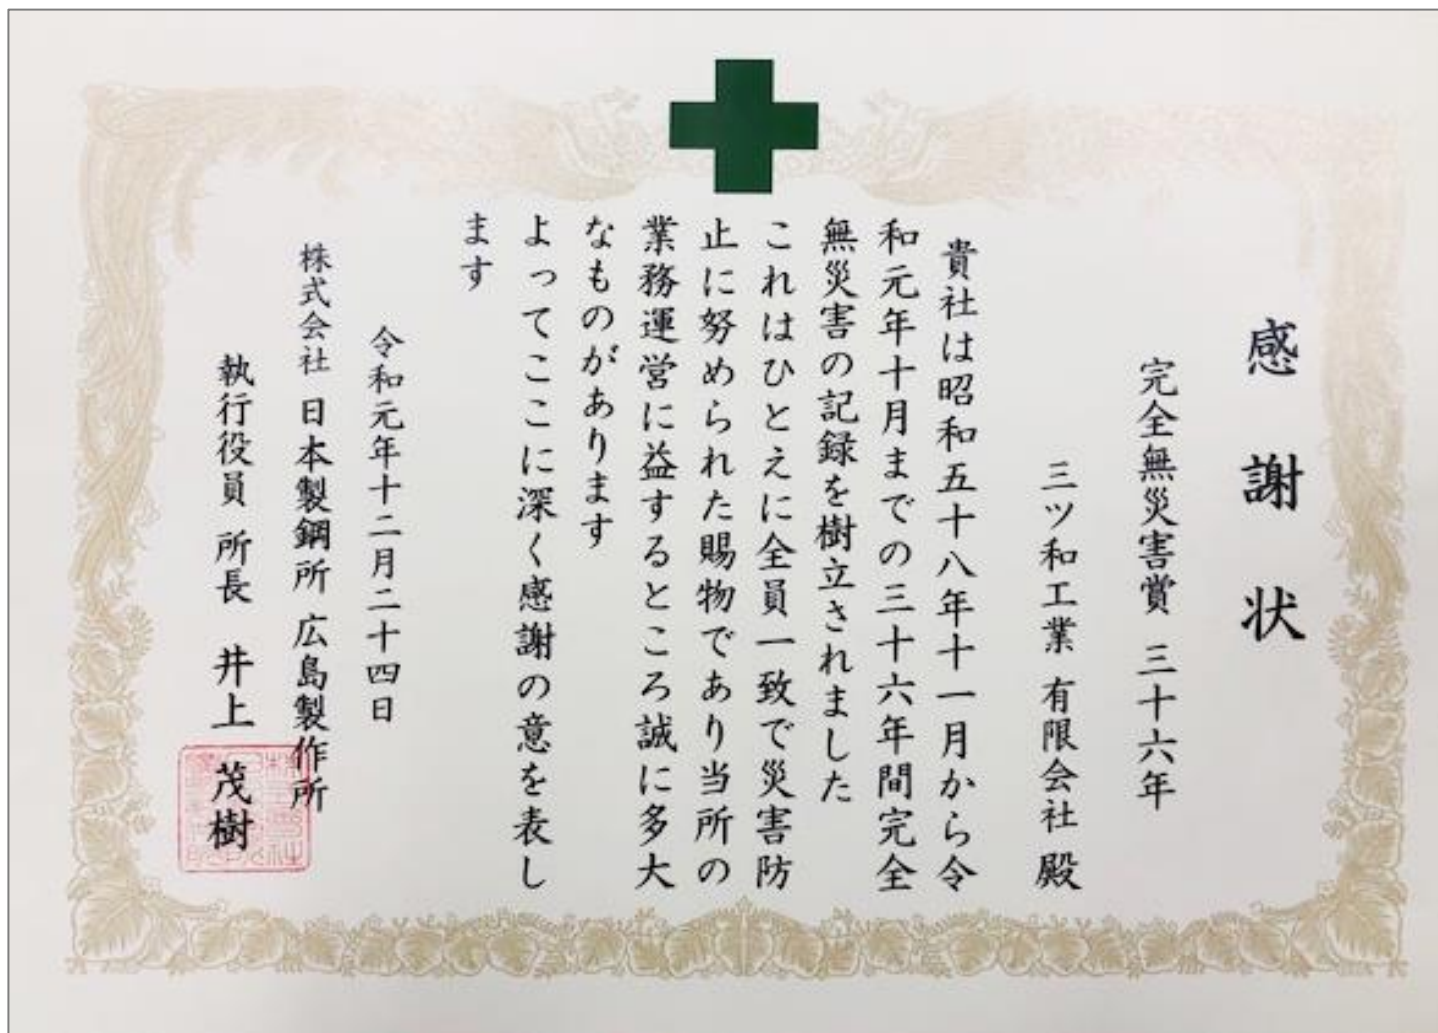 感謝状
完全無災害賞 三十六年
三ツ和工業 有限会社 殿
貴社は昭和五十八年十一月から令
和元年十月までの三十六年間完全
無災害の記録を樹立されました
これはひとえに全員一致で災害防
止に努められた賜物であり当所の
業務運営に益するところ誠に多大
なものがあります
よってここに深く感謝の意を表し
ます
令和元年十二月二十四日
株式会社 日本製鋼所 広島製作所
執行役員 所長 井上 茂樹